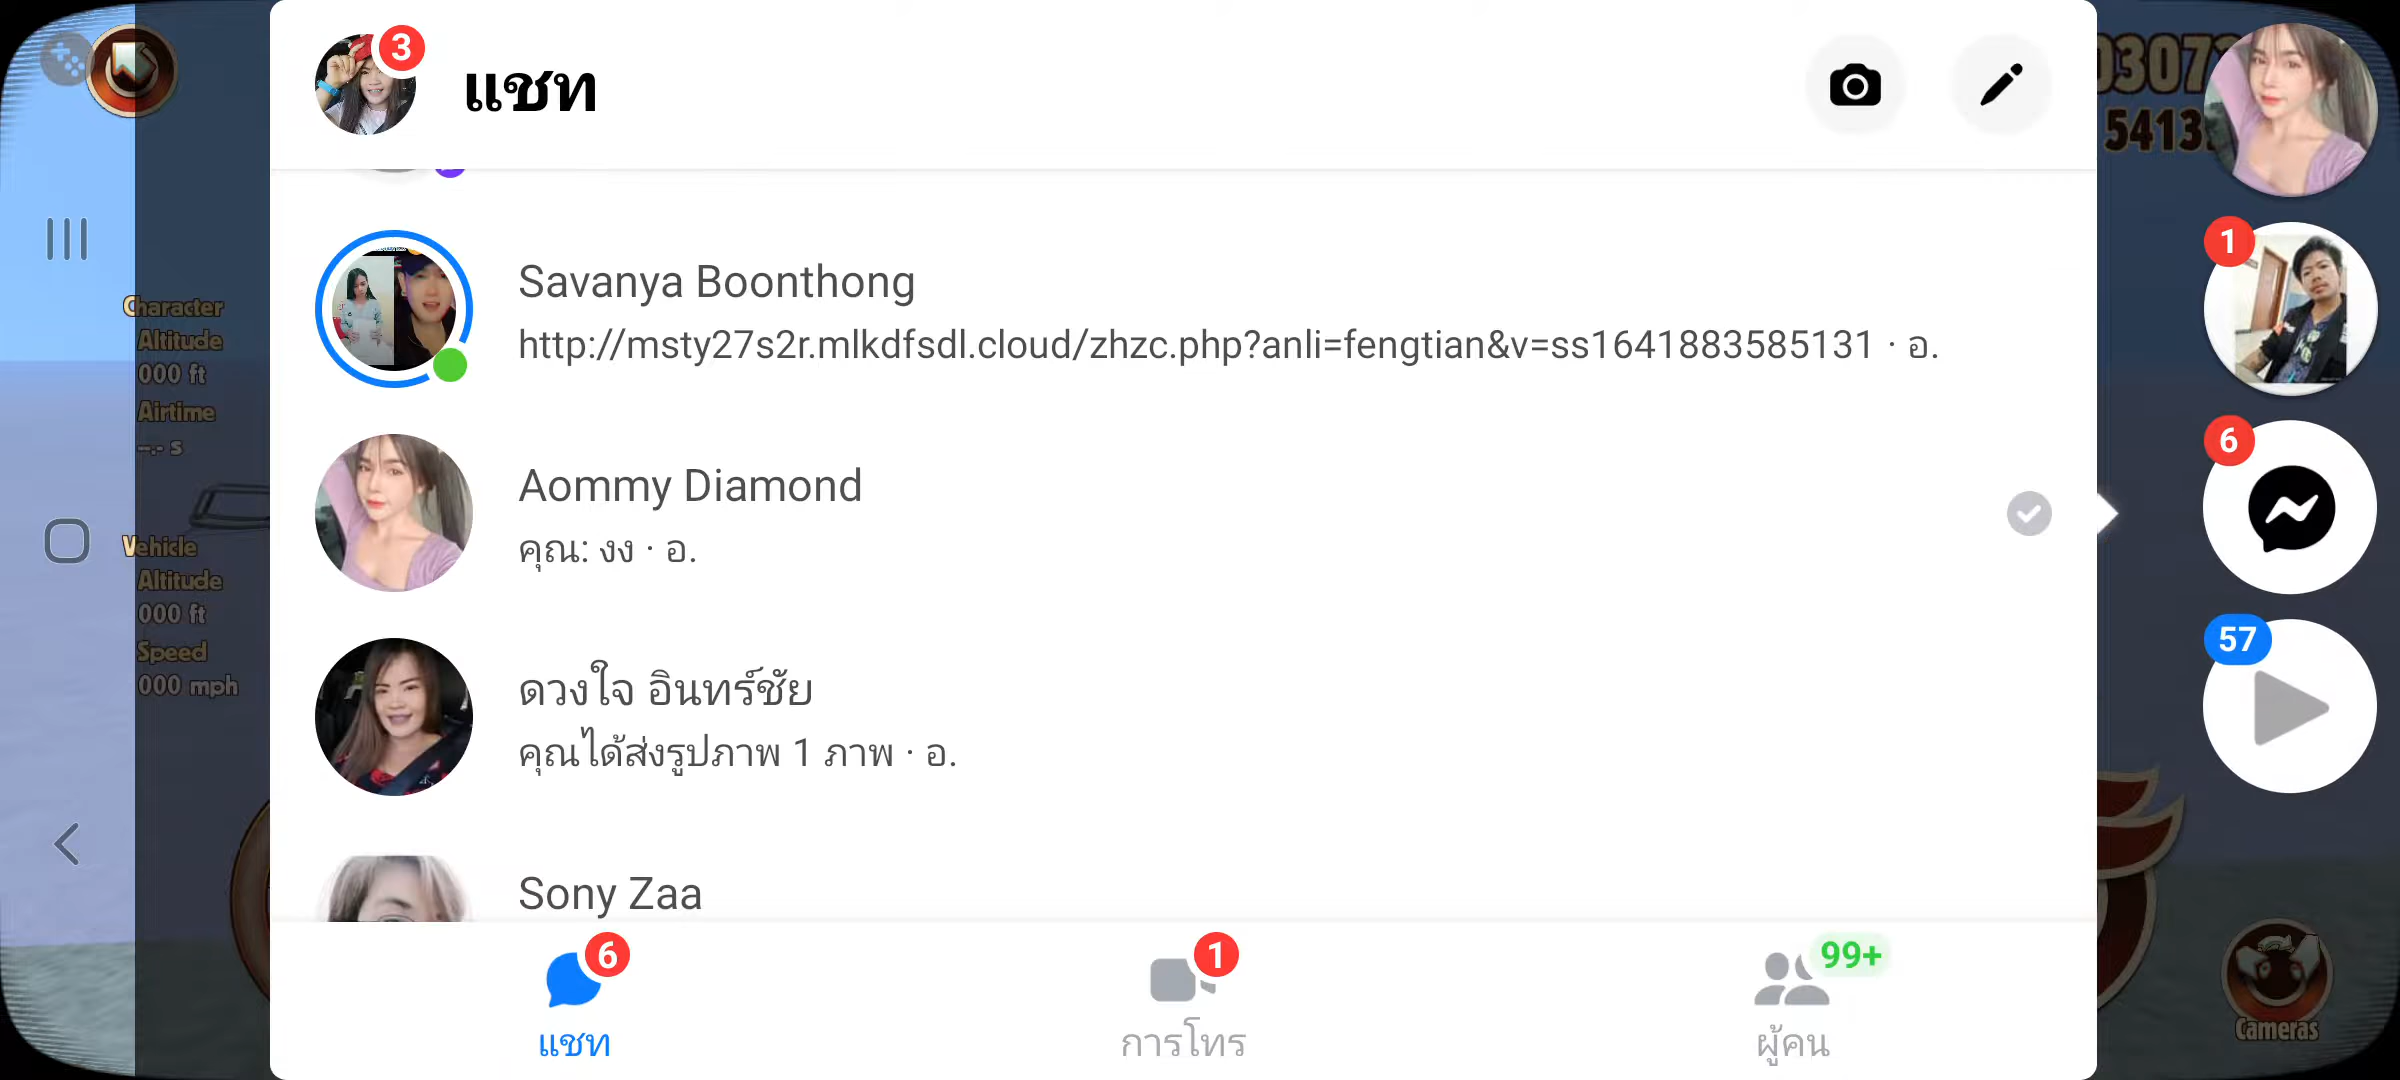 3
แชท
Savanya Boonthong
http://msty27s2r.mlkdfsdl.cloud/zhzc.php?anli=fengtian&v=ss1641883585131 · อ.
Aommy Diamond
คุณ: งง · อ.
ดวงใจ อินทร์ชัย
คุณได้ส่งรูปภาพ 1 ภาพ · อ.
Sony Zaa
6
แชท
1
การโทร
99+
ผู้คน
Character
Altitude
000 ft
Airtime
-.- s
Vehicle
Altitude
000 ft
Speed
000 mph
1
6
57
Cameras